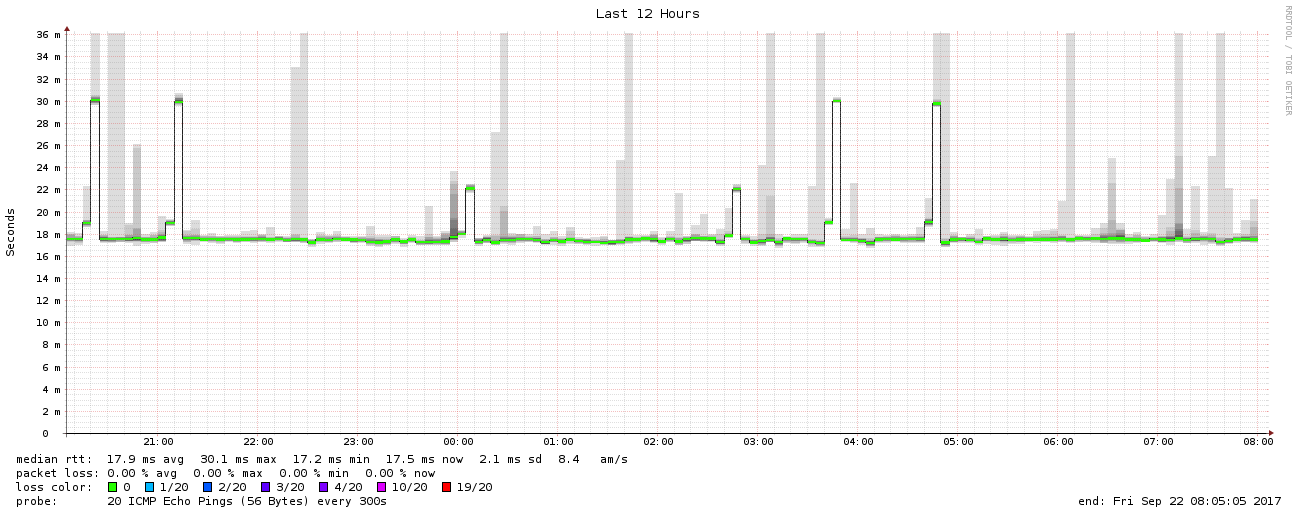 Last 12 Hours
RRDTOOL / TOBI OETIKER
Seconds
36 m
34 m
32 m
30 m
28 m
26 m
24 m
22 m
20 m
18 m
16 m
14 m
12 m
10 m
8 m
6 m
4 m
2 m
0
21:00 22:00 23:00 00:00 01:00 02:00 03:00 04:00 05:00 06:00 07:00 08:00
median rtt: 17.9 ms avg 30.1 ms max 17.2 ms min 17.5 ms now 2.1 ms sd 8.4 am/s
packet loss: 0.00 % avg 0.00 % max 0.00 % min 0.00 % now
loss color: 0 1/20 2/20 3/20 4/20 10/20 19/20
probe: 20 ICMP Echo Pings (56 Bytes) every 300s end: Fri Sep 22 08:05:05 2017